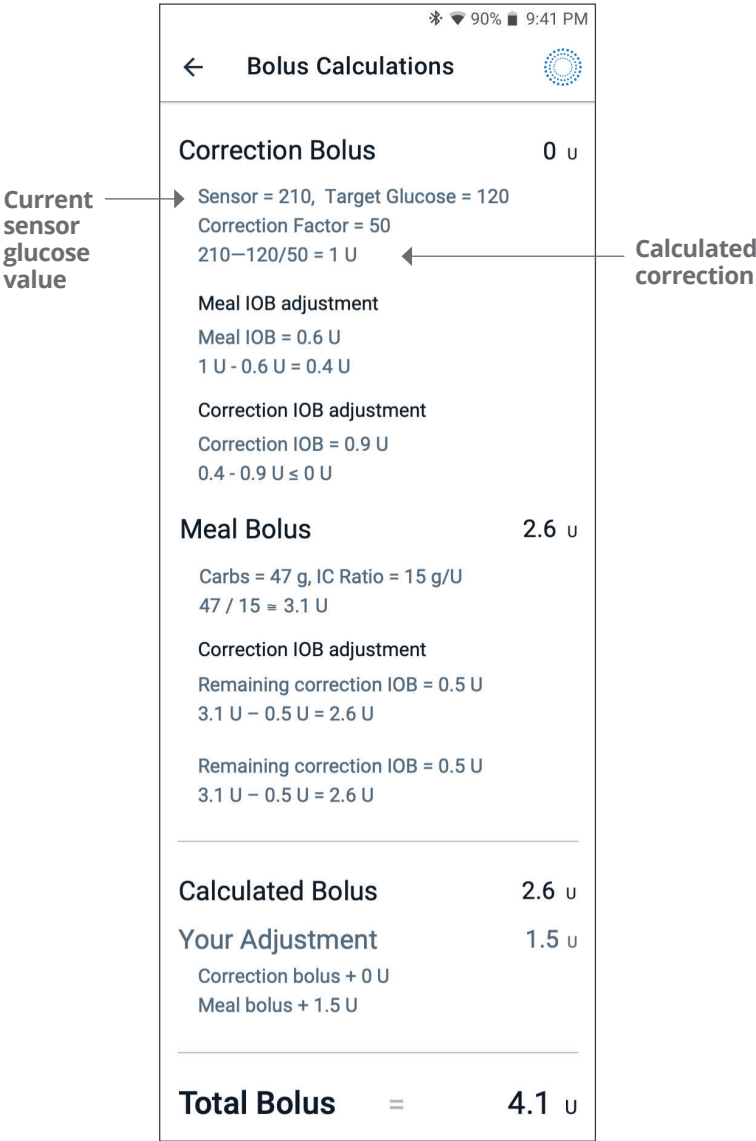 90% 9:41 PM
Bolus Calculations
Correction Bolus 0 U
Current sensor glucose value
Sensor = 210, Target Glucose = 120
Correction Factor = 50
210—120/50 = 1 U
Calculated correction
Meal IOB adjustment
Meal IOB = 0.6 U
1 U - 0.6 U = 0.4 U
Correction IOB adjustment
Correction IOB = 0.9 U
0.4 - 0.9 U ≤ 0 U
Meal Bolus 2.6 U
Carbs = 47 g, IC Ratio = 15 g/U
47 / 15 ≅ 3.1 U
Correction IOB adjustment
Remaining correction IOB = 0.5 U
3.1 U – 0.5 U = 2.6 U
Remaining correction IOB = 0.5 U
3.1 U – 0.5 U = 2.6 U
Calculated Bolus 2.6 U
Your Adjustment 1.5 U
Correction bolus + 0 U
Meal bolus + 1.5 U
Total Bolus = 4.1 U